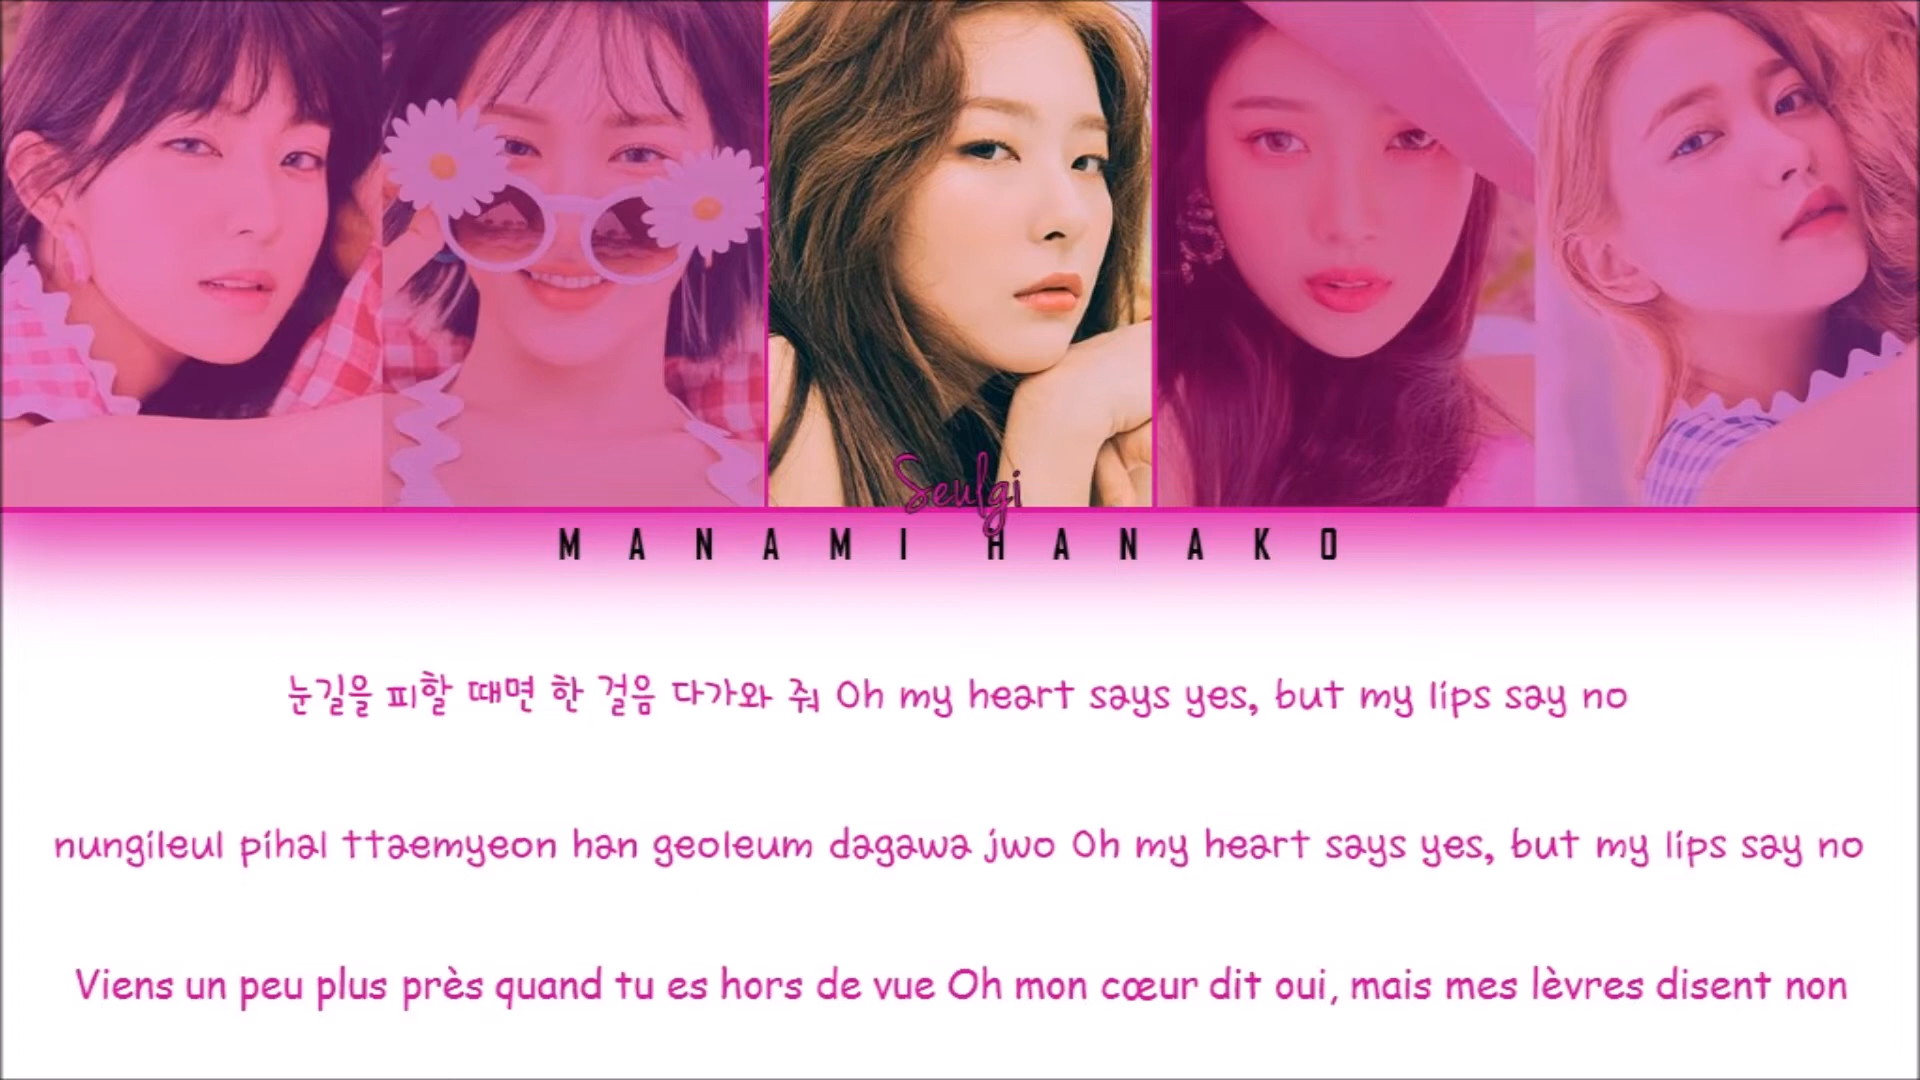 Seulgi
MANAMI HANAKO
눈길을 피할 때면 한 걸음 다가와 줘 Oh my heart says yes, but my lips say no
nungileul pihal ttaemyeon han geoleum dagawa jwo Oh my heart says yes, but my lips say no
Viens un peu plus près quand tu es hors de vue Oh mon cœur dit oui, mais mes lèvres disent non